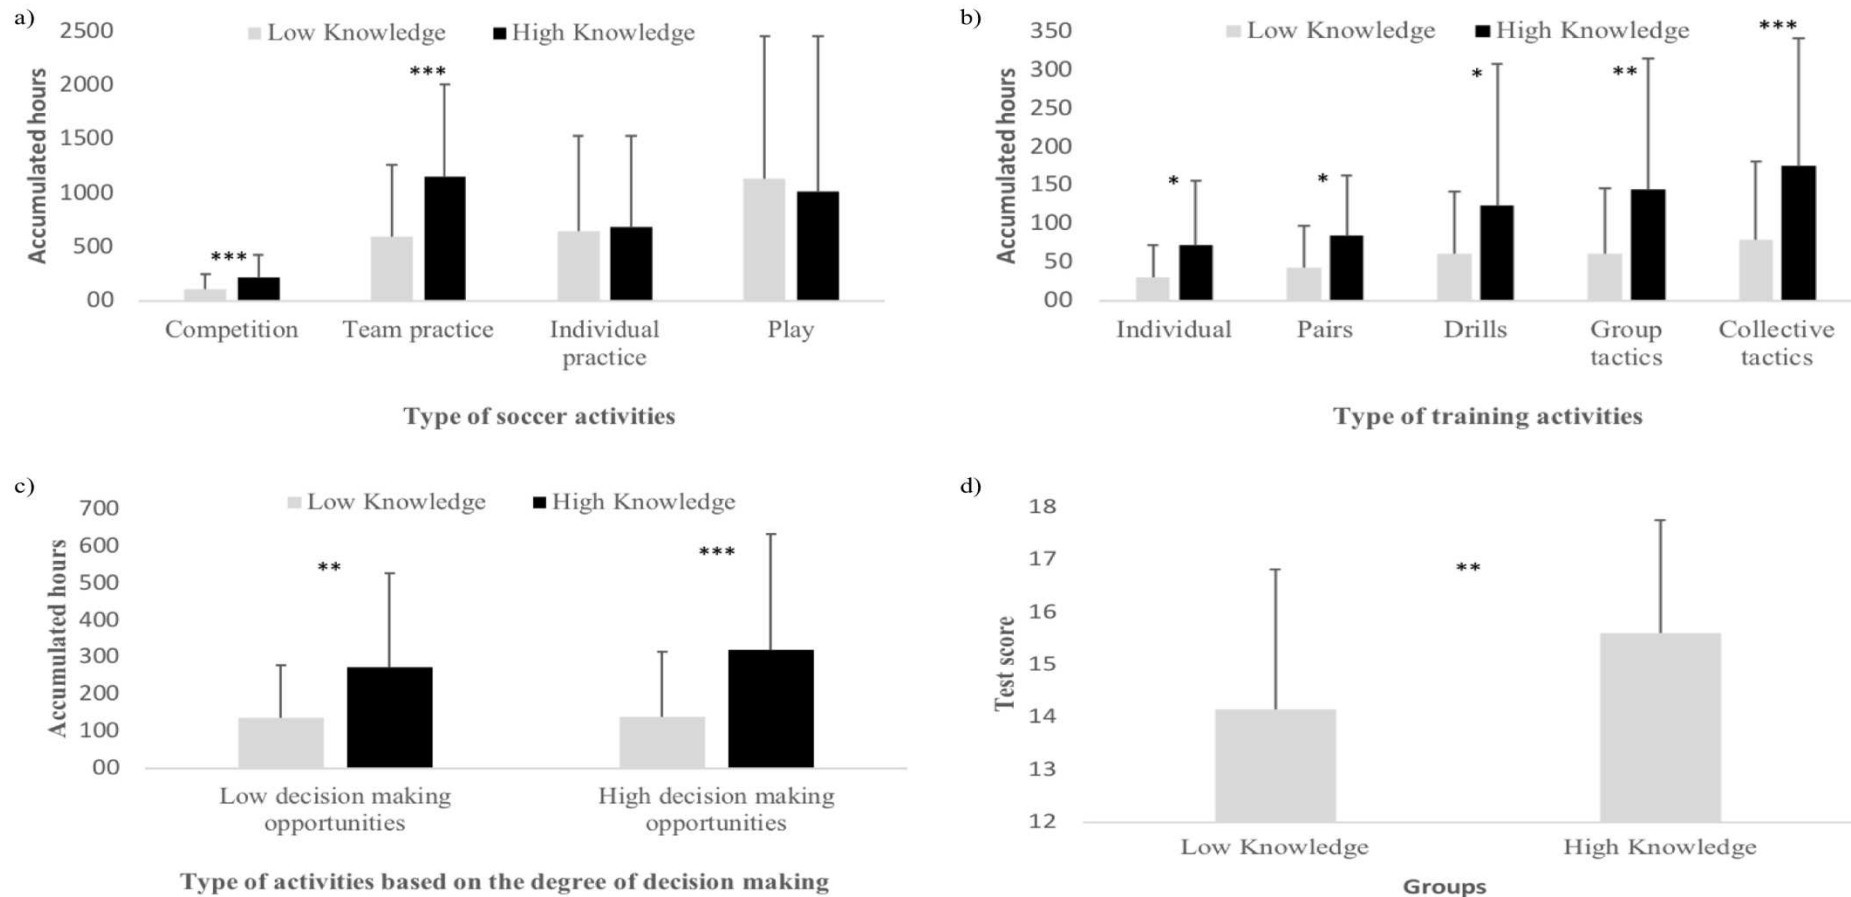 a)
Low Knowledge High Knowledge
Accumulated hours
2500
2000
1500
1000
500
00
***
***
Competition Team practice Individual practice Play
Type of soccer activities
b)
Low Knowledge High Knowledge
Accumulated hours
350
300
250
200
150
100
50
00
*
*
*
**
***
Individual Pairs Drills Group tactics Collective tactics
Type of training activities
c)
Low Knowledge High Knowledge
Accumulated hours
700
600
500
400
300
200
100
00
**
***
Low decision making opportunities
High decision making opportunities
Type of activities based on the degree of decision making
d)
Test score
18
17
16
15
14
13
12
**
Low Knowledge High Knowledge
Groups